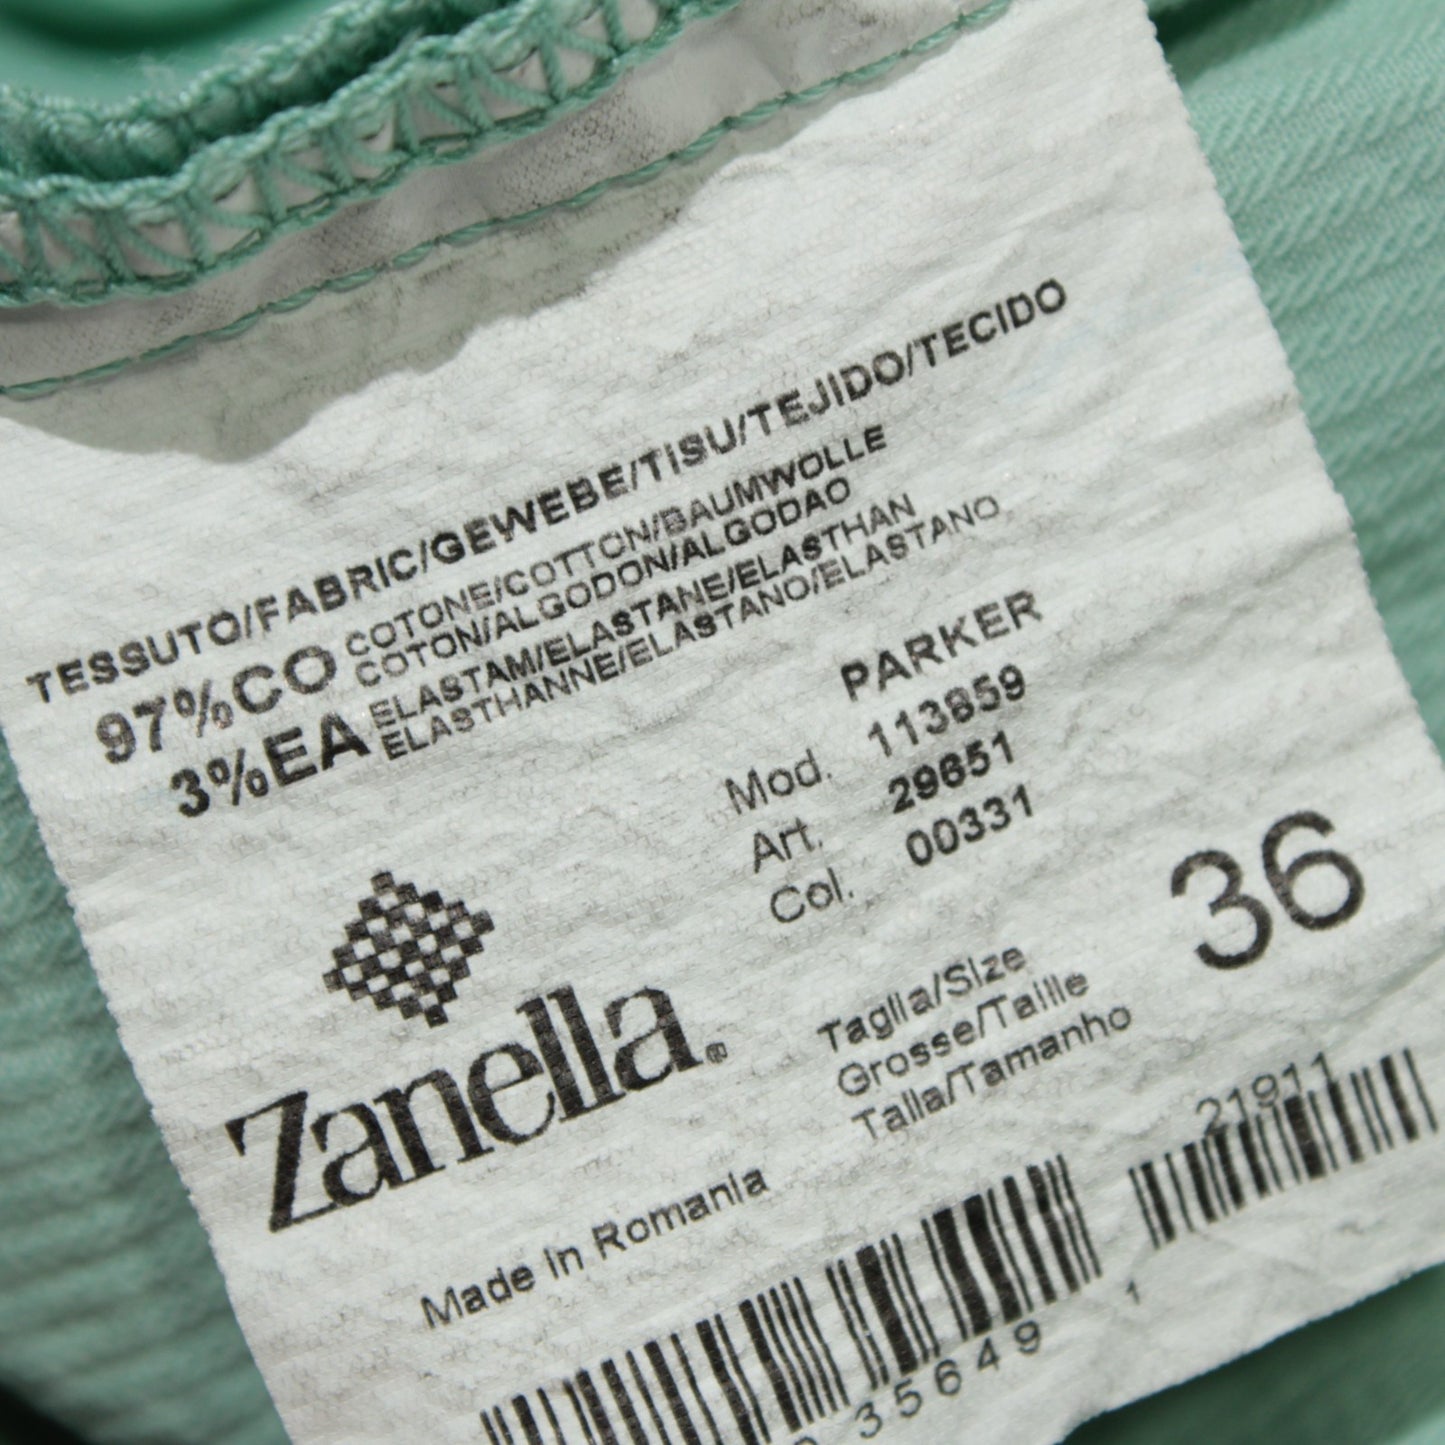 TESSUTO/FABRIC/GEWEBE/TISU/TEJIDO/TECIDO
97%CO COTONE/COTTON/BAUMWOLLE
COTON/ALGODON/ALGODAO
3%EA ELASTAM/ELASTANE/ELASTHAN
ELASTHANNE/ELASTANO/ELASTANO
PARKER
Mod. 113859
Art. 29651
Col. 00331
36
Zanella®
Taglia/Size
Grosse/Taille
Talla/Tamanho
Made in Romania
21911
35649 1